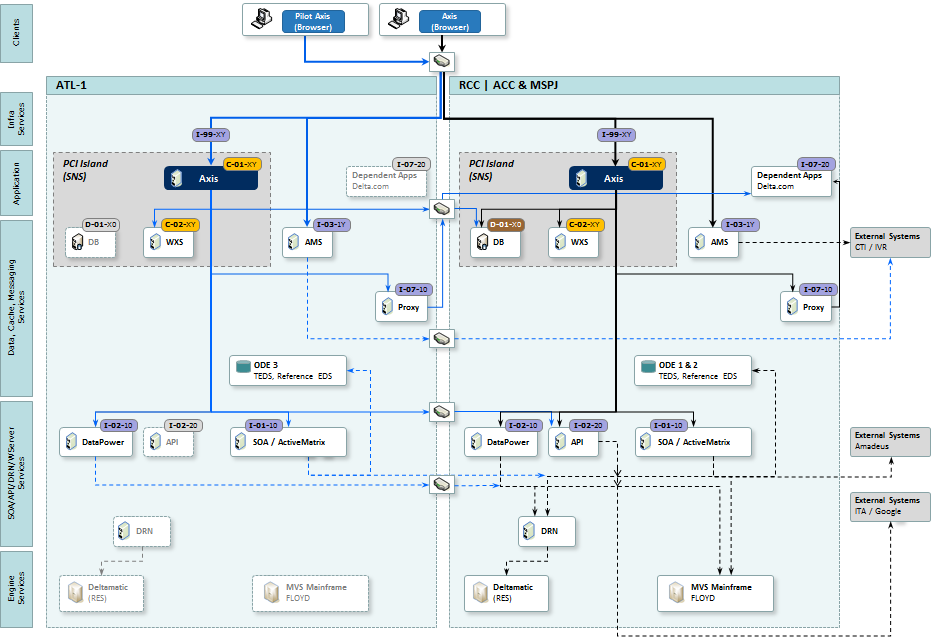 Clients
Pilot Axis
(Browser)
Axis
(Browser)
ATL-1
RCC | ACC & MSPJ
Infra
Services
I-99-XY
I-99-XY
Application
PCI Island
(SNS)
C-01-XY
Axis
I-07-20
Dependent Apps
Delta.com
PCI Island
(SNS)
C-01-XY
Axis
I-07-20
Dependent Apps
Delta.com
Data, Cache, Messaging
Services
D-01-X0
DB
C-02-XY
WXS
I-03-1Y
AMS
D-01-X0
DB
C-02-XY
WXS
I-03-1Y
AMS
External Systems
CTI / IVR
I-07-10
Proxy
I-07-10
Proxy
ODE 3
TEDS, Reference EDS
ODE 1 & 2
TEDS, Reference EDS
SOA/API/DRN/WServer
Services
I-02-10
DataPower
I-02-20
API
I-01-10
SOA / ActiveMatrix
I-02-10
DataPower
I-02-20
API
I-01-10
SOA / ActiveMatrix
External Systems
Amadeus
External Systems
ITA / Google
DRN
DRN
Engine
Services
Deltamatic
(RES)
MVS Mainframe
FLOYD
Deltamatic
(RES)
MVS Mainframe
FLOYD